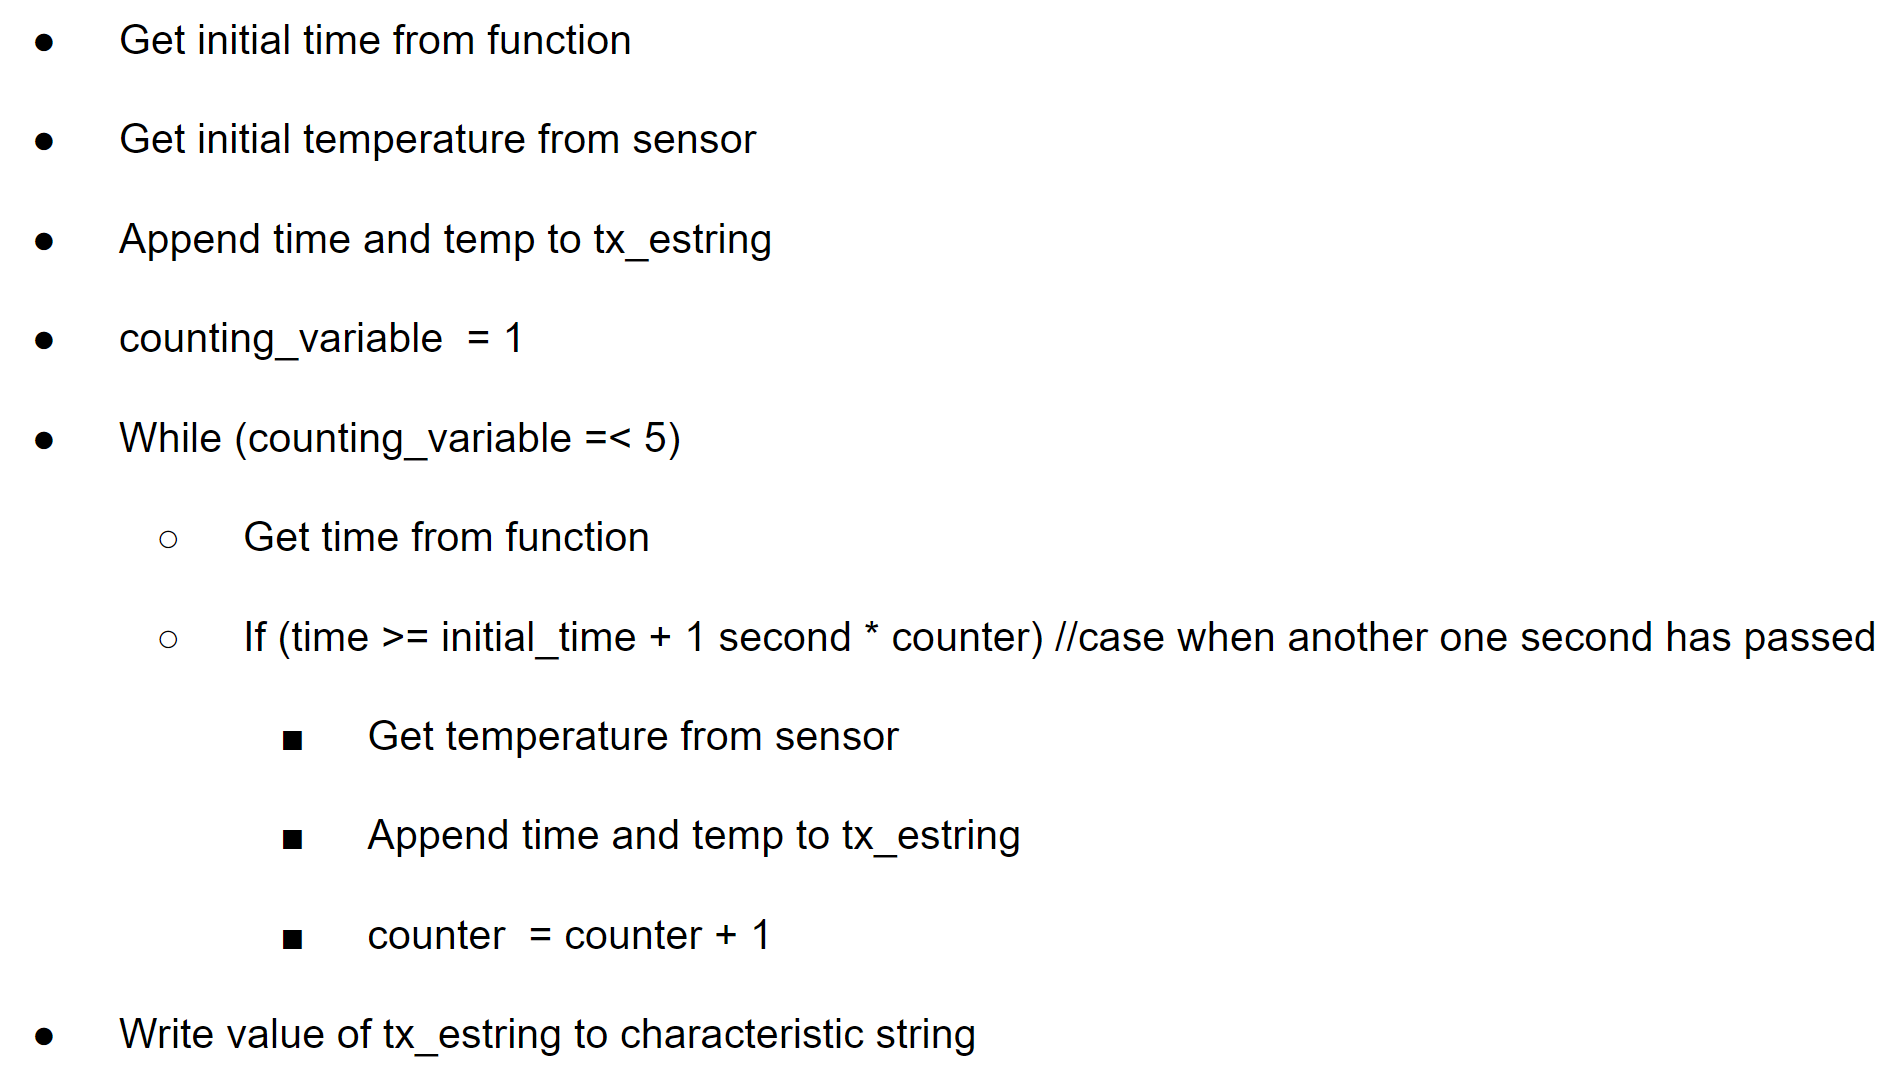 ● Get initial time from function
● Get initial temperature from sensor
● Append time and temp to tx_estring
● counting_variable  = 1
● While (counting_variable =< 5)
○ Get time from function
○ If (time >= initial_time + 1 second * counter) //case when another one second has passed
■ Get temperature from sensor
■ Append time and temp to tx_estring
■ counter  = counter + 1
● Write value of tx_estring to characteristic string